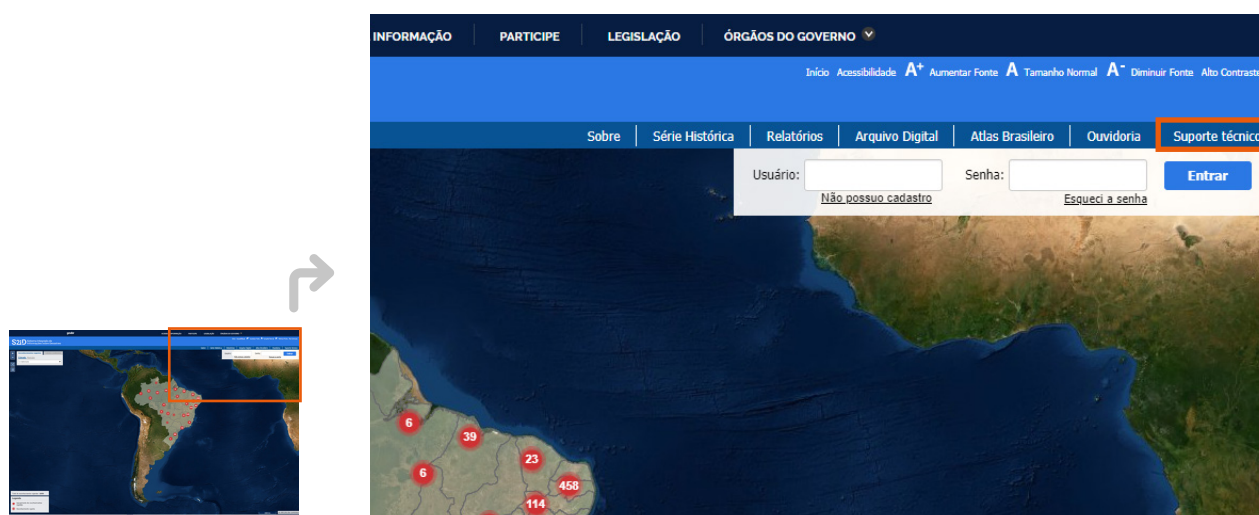 INFORMAÇÃO PARTICIPE LEGISLAÇÃO ÓRGÃOS DO GOVERNO
Início Acessibilidade A+ Aumentar Fonte A Tamanho Normal A- Diminuir Fonte Alto Contraste
Sobre Série Histórica Relatórios Arquivo Digital Atlas Brasileiro Ouvidoria Suporte técnico
Usuário: Senha: Entrar
Não possuo cadastro Esqueci a senha
6
39
23
6
458
114
S2iD